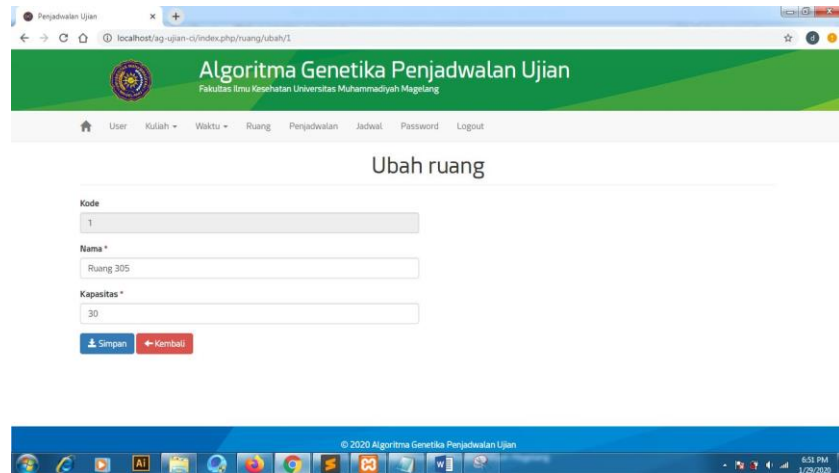 Penjadwalan Ujian
localhost/ag-ujian-ci/index.php/ruang/ubah/1
d
Algoritma Genetika Penjadwalan Ujian
Fakultas Ilmu Kesehatan Universitas Muhammadiyah Magelang
User Kuliah Waktu Ruang Penjadwalan Jadwal Password Logout
Ubah ruang
Kode
1
Nama *
Ruang 305
Kapasitas *
30
Simpan Kembali
© 2020 Algoritma Genetika Penjadwalan Ujian
Ai
6:51 PM
1/29/2020